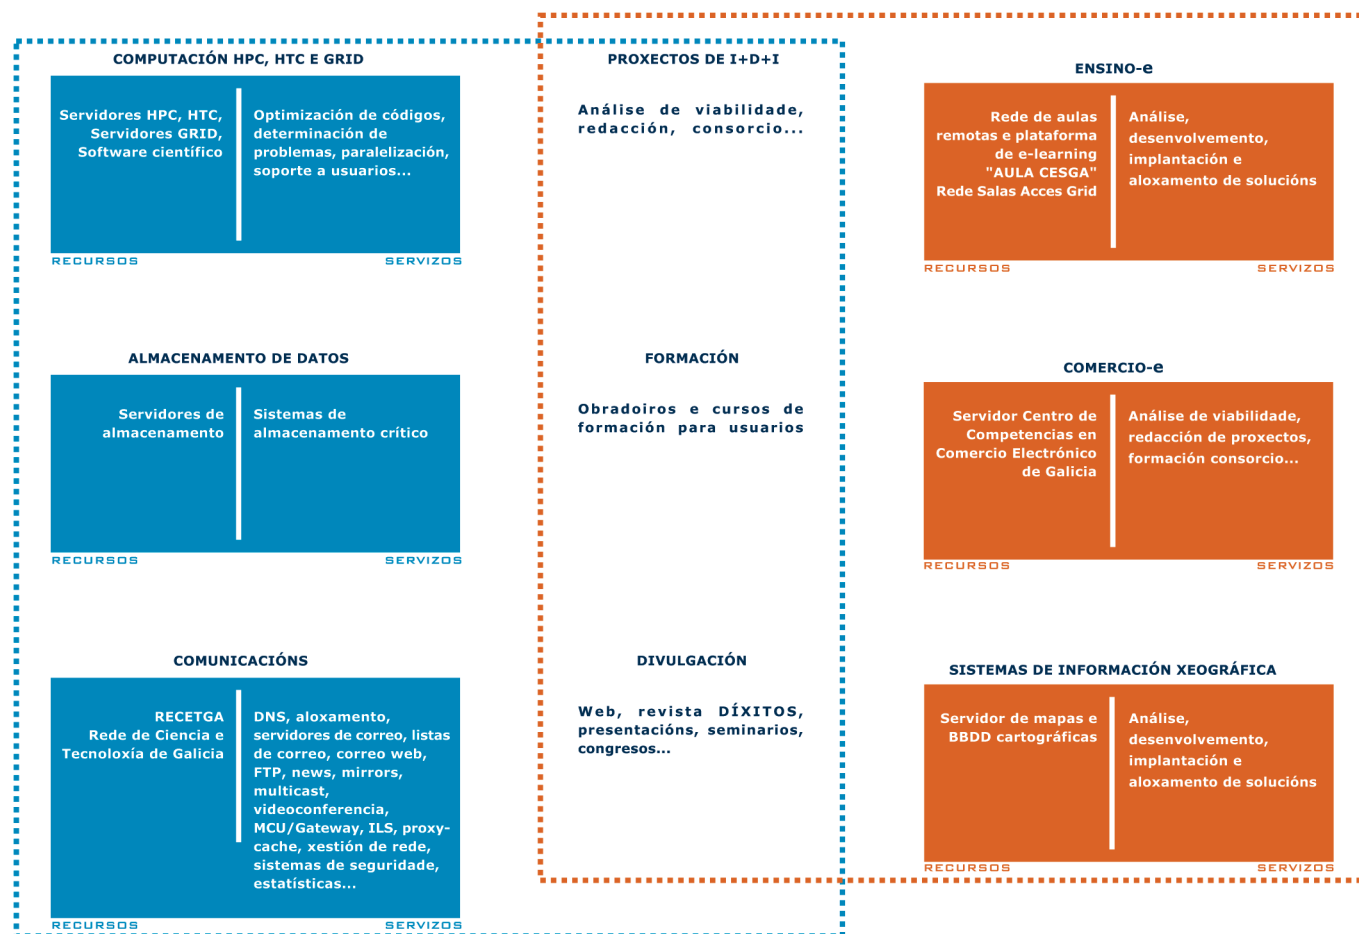 COMPUTACIÓN HPC, HTC E GRID
Servidores HPC, HTC,
Servidores GRID,
Software científico
Optimización de códigos,
determinación de
problemas, paralelización,
soporte a usuarios...
RECURSOS
SERVIZOS
ALMACENAMENTO DE DATOS
Servidores de
almacenamento
Sistemas de
almacenamento crítico
RECURSOS
SERVIZOS
COMUNICACIÓNS
RECETGA
Rede de Ciencia e
Tecnoloxía de Galicia
DNS, aloxamento,
servidores de correo, listas
de correo, correo web,
FTP, news, mirrors,
multicast,
videoconferencia,
MCU/Gateway, ILS, proxy-
cache, xestión de rede,
sistemas de seguridade,
estatísticas...
RECURSOS
SERVIZOS
PROXECTOS DE I+D+I
Análise de viabilidade,
redacción, consorcio...
FORMACIÓN
Obradoiros e cursos de
formación para usuarios
DIVULGACIÓN
Web, revista DÍXITOS,
presentacións, seminarios,
congresos...
ENSINO-e
Rede de aulas
remotas e plataforma
de e-learning
"AULA CESGA"
Rede Salas Acces Grid
Análise,
desenvolvemento,
implantación e
aloxamento de solucións
RECURSOS
SERVIZOS
COMERCIO-e
Servidor Centro de
Competencias en
Comercio Electrónico
de Galicia
Análise de viabilidade,
redacción de proxectos,
formación consorcio...
RECURSOS
SERVIZOS
SISTEMAS DE INFORMACIÓN XEOGRÁFICA
Servidor de mapas e
BBDD cartográficas
Análise,
desenvolvemento,
implantación e
aloxamento de solucións
RECURSOS
SERVIZOS